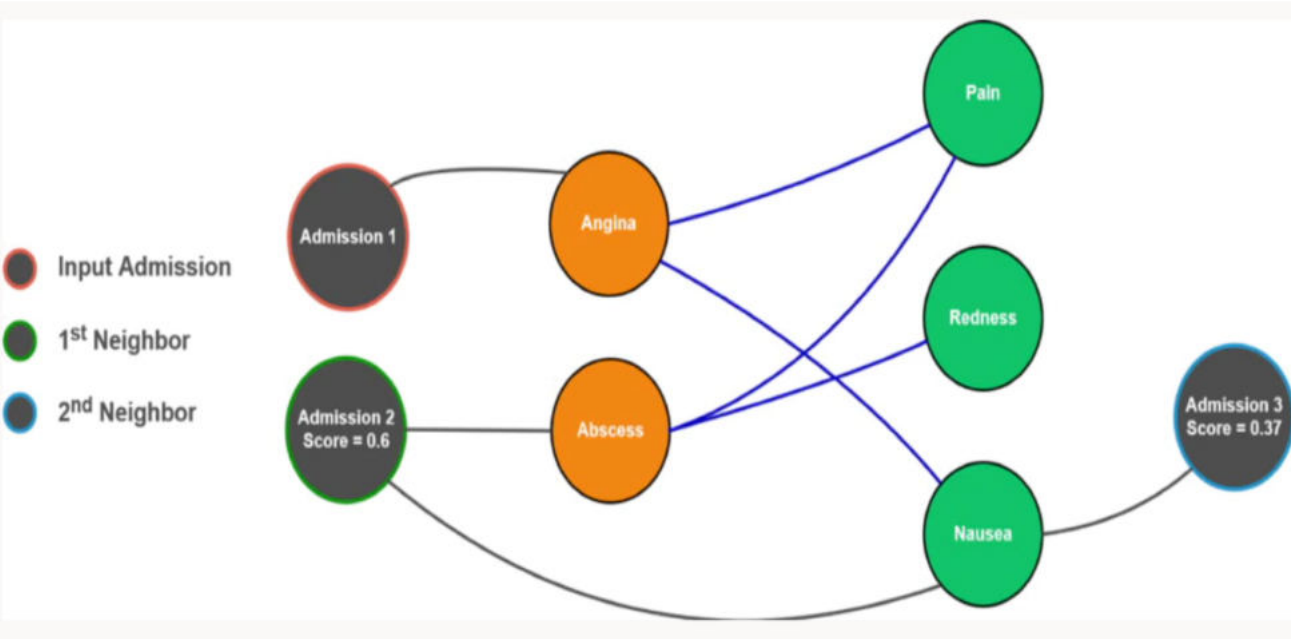 Input Admission
1st Neighbor
2nd Neighbor
Admission 1
Admission 2
Score = 0.6
Angina
Abscess
Pain
Redness
Nausea
Admission 3
Score = 0.37